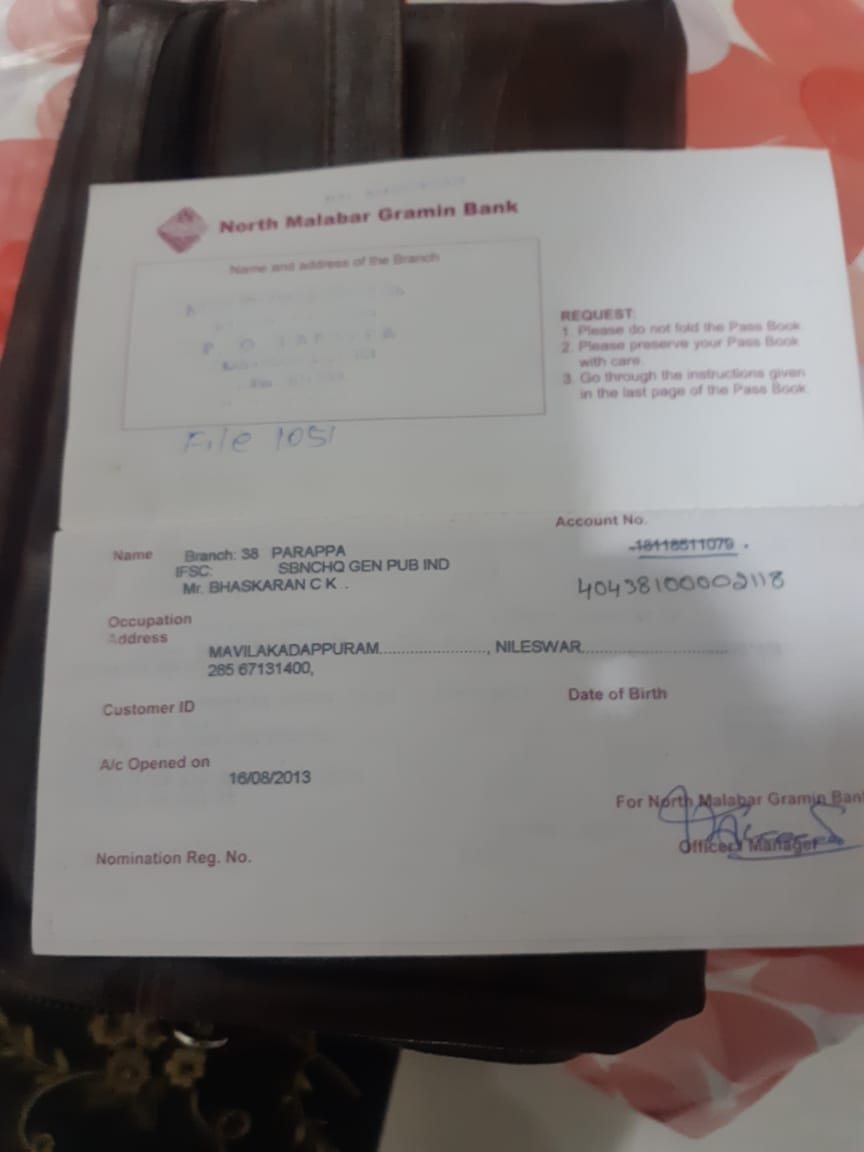 North Malabar Gramin Bank
Name and address of the Branch
REQUEST:
1. Please do not fold the Pass Book
2. Please preserve your Pass Book
with care
3. Go through the instructions given
in the last page of the Pass Book
File 1051
Account No.
Name Branch: 38 PARAPPA
18118511079
IFSC: SBNCHQ GEN PUB IND
Mr. BHASKARAN C K .
40438100002118
Occupation
Address
MAVILAKADAPPURAM......................, NILESWAR..............................
285 67131400,
Customer ID
Date of Birth
A/c Opened on
16/08/2013
For North Malabar Gramin Bank
Officer / Manager
Nomination Reg. No.